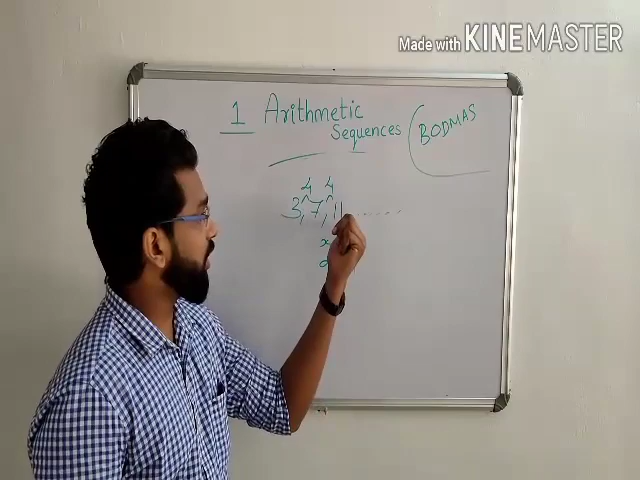 Made with KINEMASTER
1 Arithmetic
Sequences
BODMAS
4 4
3, 7, 11 ......
x